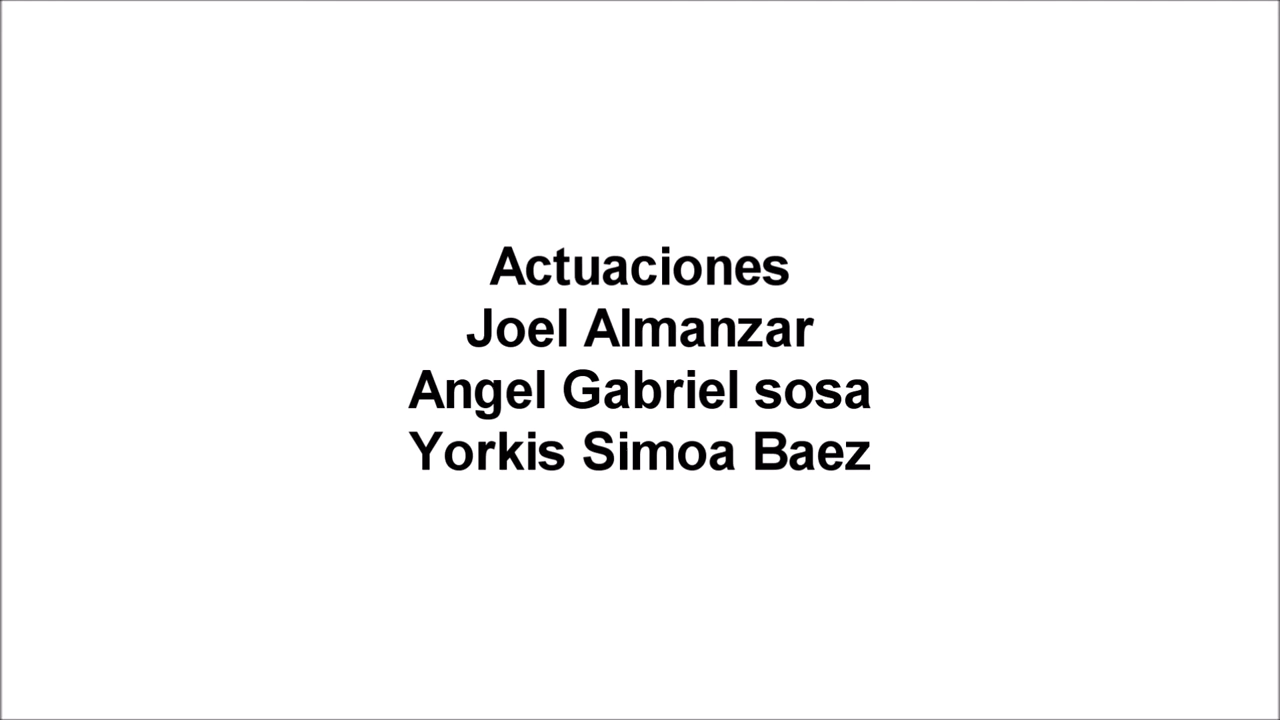 Actuaciones
Joel Almanzar
Angel Gabriel sosa
Yorkis Simoa Baez